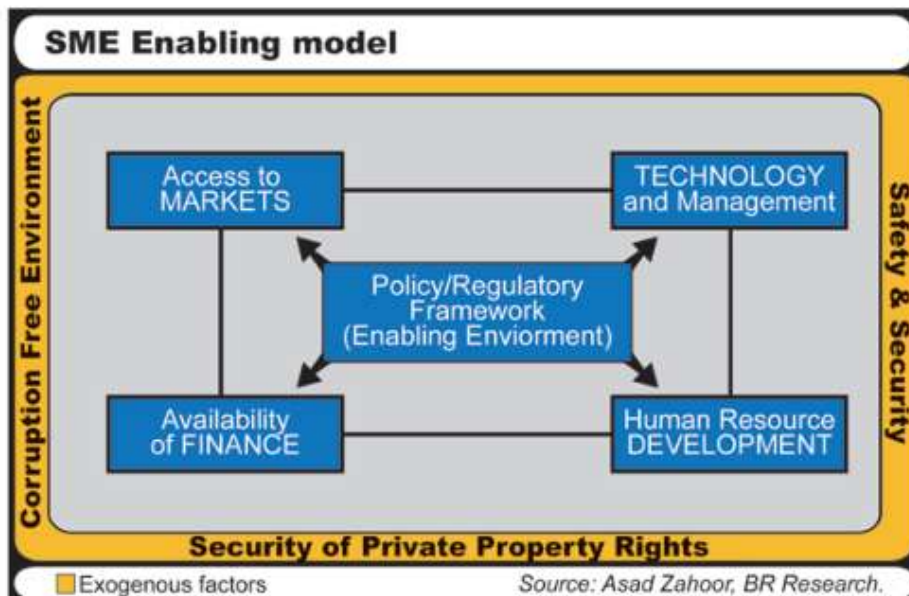 SME Enabling model
Corruption Free Environment
Access to
MARKETS
TECHNOLOGY
and Management
Policy/Regulatory
Framework
(Enabling Enviorment)
Availability
of FINANCE
Human Resource
DEVELOPMENT
Safety & Security
Security of Private Property Rights
Exogenous factors
Source: Asad Zahoor, BR Research.